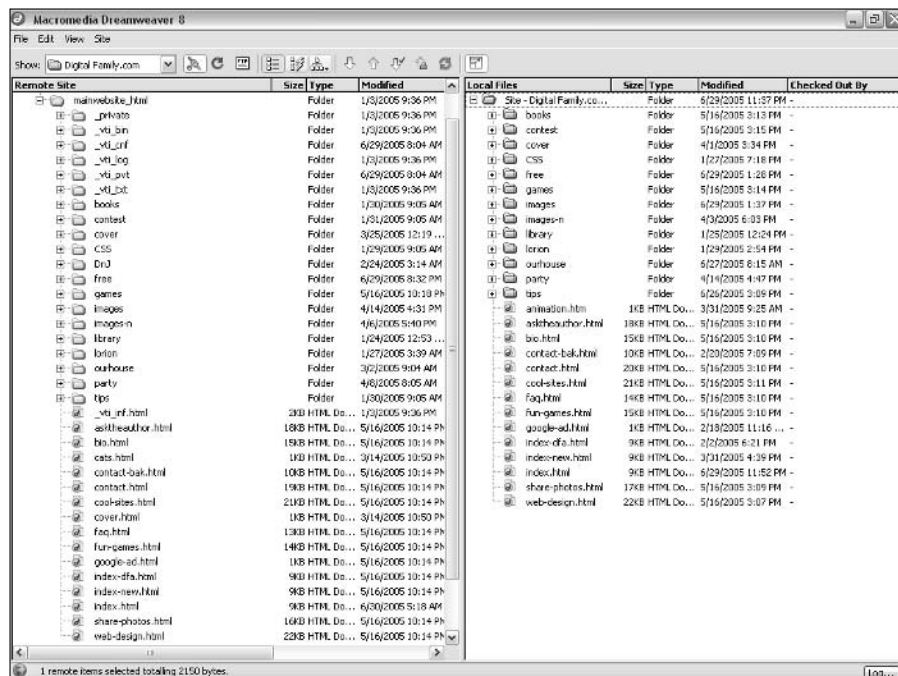 Macromedia Dreamweaver 8
File Edit View Site
Show: Digital Family.com
Remote Site Size Type Modified
mainwebsite_html Folder 1/3/2005 9:36 PM
_private Folder 1/3/2005 9:36 PM
_vti_bin Folder 1/3/2005 9:36 PM
_vti_cnf Folder 6/29/2005 8:04 AM
_vti_log Folder 1/3/2005 9:36 PM
_vti_pvt Folder 6/29/2005 8:04 AM
_vti_txt Folder 1/3/2005 9:36 PM
books Folder 1/30/2005 9:05 AM
contest Folder 1/31/2005 9:05 AM
cover Folder 3/25/2005 12:19 ...
CSS Folder 1/29/2005 9:05 AM
DnJ Folder 2/24/2005 3:14 AM
free Folder 6/29/2005 8:32 PM
games Folder 5/16/2005 10:18 PM
images Folder 4/14/2005 4:31 PM
images-n Folder 4/6/2005 5:40 PM
library Folder 1/24/2005 12:53 ...
lorion Folder 1/27/2005 3:39 AM
ourhouse Folder 3/2/2005 9:04 AM
party Folder 4/8/2005 8:05 AM
tips Folder 1/30/2005 9:05 AM
_vti_inf.html 2KB HTML Do... 1/3/2005 9:36 PM
asktheauthor.html 18KB HTML Do... 5/16/2005 10:14 PM
bio.html 15KB HTML Do... 5/16/2005 10:14 PM
cats.html 1KB HTML Do... 3/14/2005 10:50 PM
contact-bak.html 10KB HTML Do... 5/16/2005 10:14 PM
contact.html 19KB HTML Do... 5/16/2005 10:14 PM
cool-sites.html 21KB HTML Do... 5/16/2005 10:14 PM
cover.html 1KB HTML Do... 3/14/2005 10:50 PM
faq.html 13KB HTML Do... 5/16/2005 10:14 PM
fun-games.html 14KB HTML Do... 5/16/2005 10:14 PM
google-ad.html 1KB HTML Do... 5/16/2005 10:14 PM
index-dfa.html 9KB HTML Do... 5/16/2005 10:14 PM
index-new.html 9KB HTML Do... 5/16/2005 10:14 PM
index.html 9KB HTML Do... 6/30/2005 5:18 AM
share-photos.html 16KB HTML Do... 5/16/2005 10:14 PM
web-design.html 22KB HTML Do... 5/16/2005 10:14 PM
Local Files Size Type Modified Checked Out By
Site - Digital Family.co... Folder 6/29/2005 11:37 PM -
books Folder 5/16/2005 3:13 PM -
contest Folder 5/16/2005 3:15 PM -
cover Folder 4/1/2005 3:34 PM -
CSS Folder 1/27/2005 7:18 PM -
free Folder 6/29/2005 1:28 PM -
games Folder 5/16/2005 3:14 PM -
images Folder 6/29/2005 1:37 PM -
images-n Folder 4/3/2005 6:03 PM -
library Folder 1/25/2005 12:24 PM -
lorion Folder 1/29/2005 2:54 PM -
ourhouse Folder 6/27/2005 8:15 AM -
party Folder 4/14/2005 4:47 PM -
tips Folder 6/26/2005 3:09 PM -
animation.htm 1KB HTML Do... 3/31/2005 9:25 AM -
asktheauthor.html 18KB HTML Do... 5/16/2005 3:10 PM -
bio.html 15KB HTML Do... 5/16/2005 3:10 PM -
contact-bak.html 10KB HTML Do... 2/20/2005 7:09 PM -
contact.html 20KB HTML Do... 5/16/2005 3:10 PM -
cool-sites.html 21KB HTML Do... 5/16/2005 3:11 PM -
faq.html 14KB HTML Do... 5/16/2005 3:10 PM -
fun-games.html 15KB HTML Do... 5/16/2005 3:10 PM -
google-ad.html 1KB HTML Do... 2/18/2005 11:16 ... -
index-dfa.html 9KB HTML Do... 2/2/2005 6:21 PM -
index-new.html 9KB HTML Do... 3/31/2005 4:39 PM -
index.html 9KB HTML Do... 6/29/2005 11:52 PM -
share-photos.html 17KB HTML Do... 5/16/2005 3:09 PM -
web-design.html 22KB HTML Do... 5/16/2005 3:07 PM -
1 remote items selected totalling 2150 bytes.
Log...